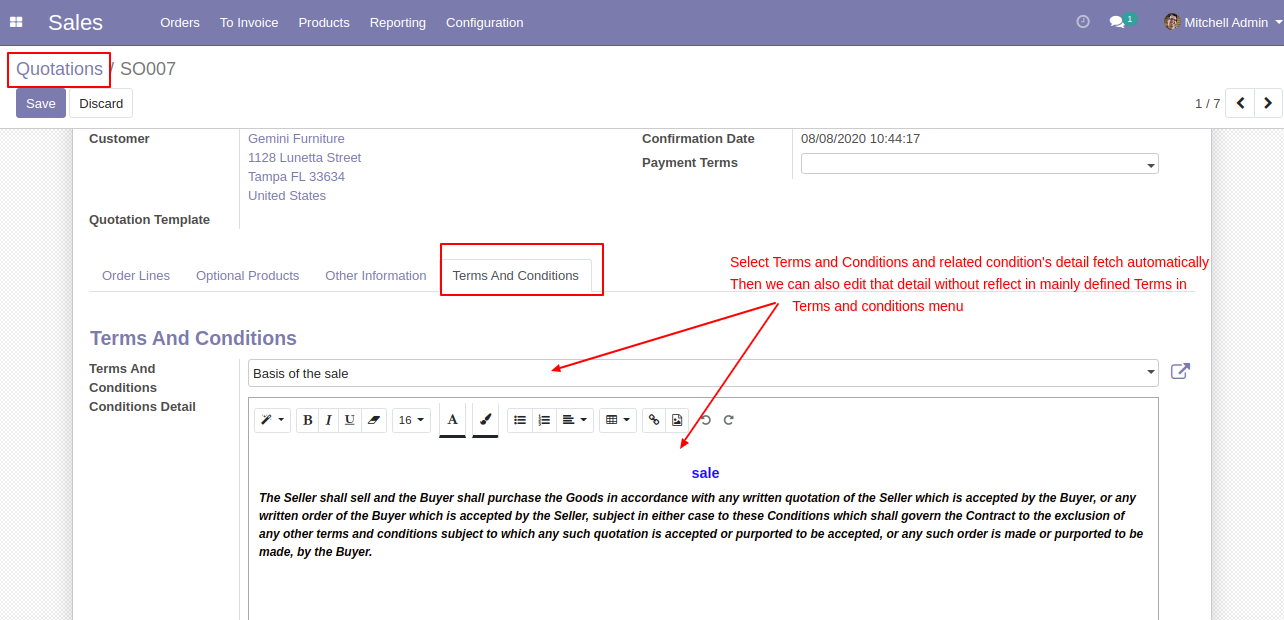 Sales Orders To Invoice Products Reporting Configuration 1 Mitchell Admin
Quotations / SO007
Save Discard 1 / 7
Customer Gemini Furniture Confirmation Date 08/08/2020 10:44:17
1128 Lunetta Street Payment Terms
Tampa FL 33634
United States
Quotation Template
Order Lines Optional Products Other Information Terms And Conditions
Select Terms and Conditions and related condition's detail fetch automatically
Then we can also edit that detail without reflect in mainly defined Terms in
Terms and conditions menu
Terms And Conditions
Terms And
Conditions
Basis of the sale
Conditions Detail
B I U 16 A
sale
The Seller shall sell and the Buyer shall purchase the Goods in accordance with any written quotation of the Seller which is accepted by the Buyer, or any
written order of the Buyer which is accepted by the Seller, subject in either case to these Conditions which shall govern the Contract to the exclusion of
any other terms and conditions subject to which any such quotation is accepted or purported to be accepted, or any such order is made or purported to be
made, by the Buyer.